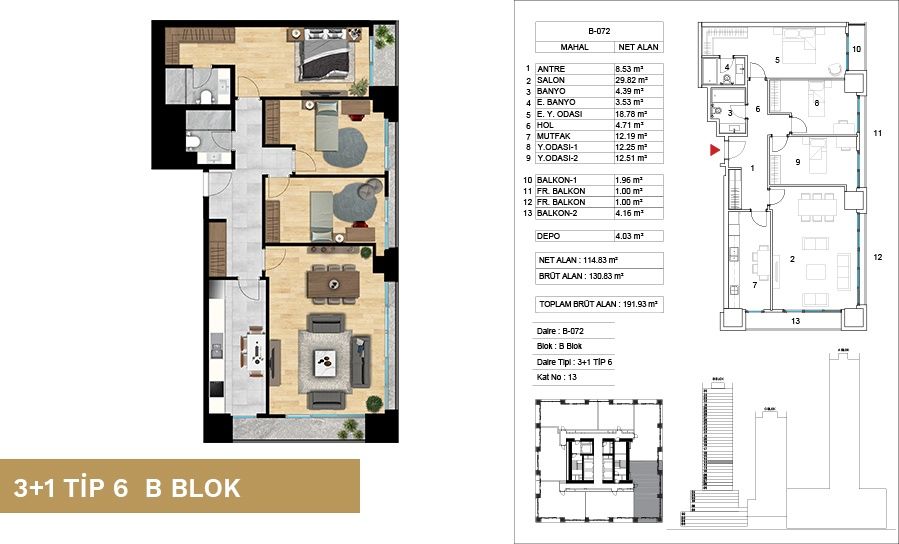 3+1 TİP 6 B BLOK
B-072
MAHAL NET ALAN
1 ANTRE 8.53 m²
2 SALON 29.82 m²
3 BANYO 4.39 m²
4 E. BANYO 3.53 m²
5 E. Y. ODASI 18.78 m²
6 HOL 4.71 m²
7 MUTFAK 12.19 m²
8 Y.ODASI-1 12.25 m²
9 Y.ODASI-2 12.51 m²
10 BALKON-1 1.96 m²
11 FR. BALKON 1.00 m²
12 FR. BALKON 1.00 m²
13 BALKON-2 4.16 m²
DEPO 4.03 m²
NET ALAN : 114.83 m²
BRÜT ALAN : 130.83 m²
TOPLAM BRÜT ALAN : 191.93 m²
Daire : B-072
Blok : B Blok
Daire Tipi : 3+1 TİP 6
Kat No : 13
10
5
4
6
8
3
11
9
1
2
12
7
13
A BLOK
B BLOK
C BLOK